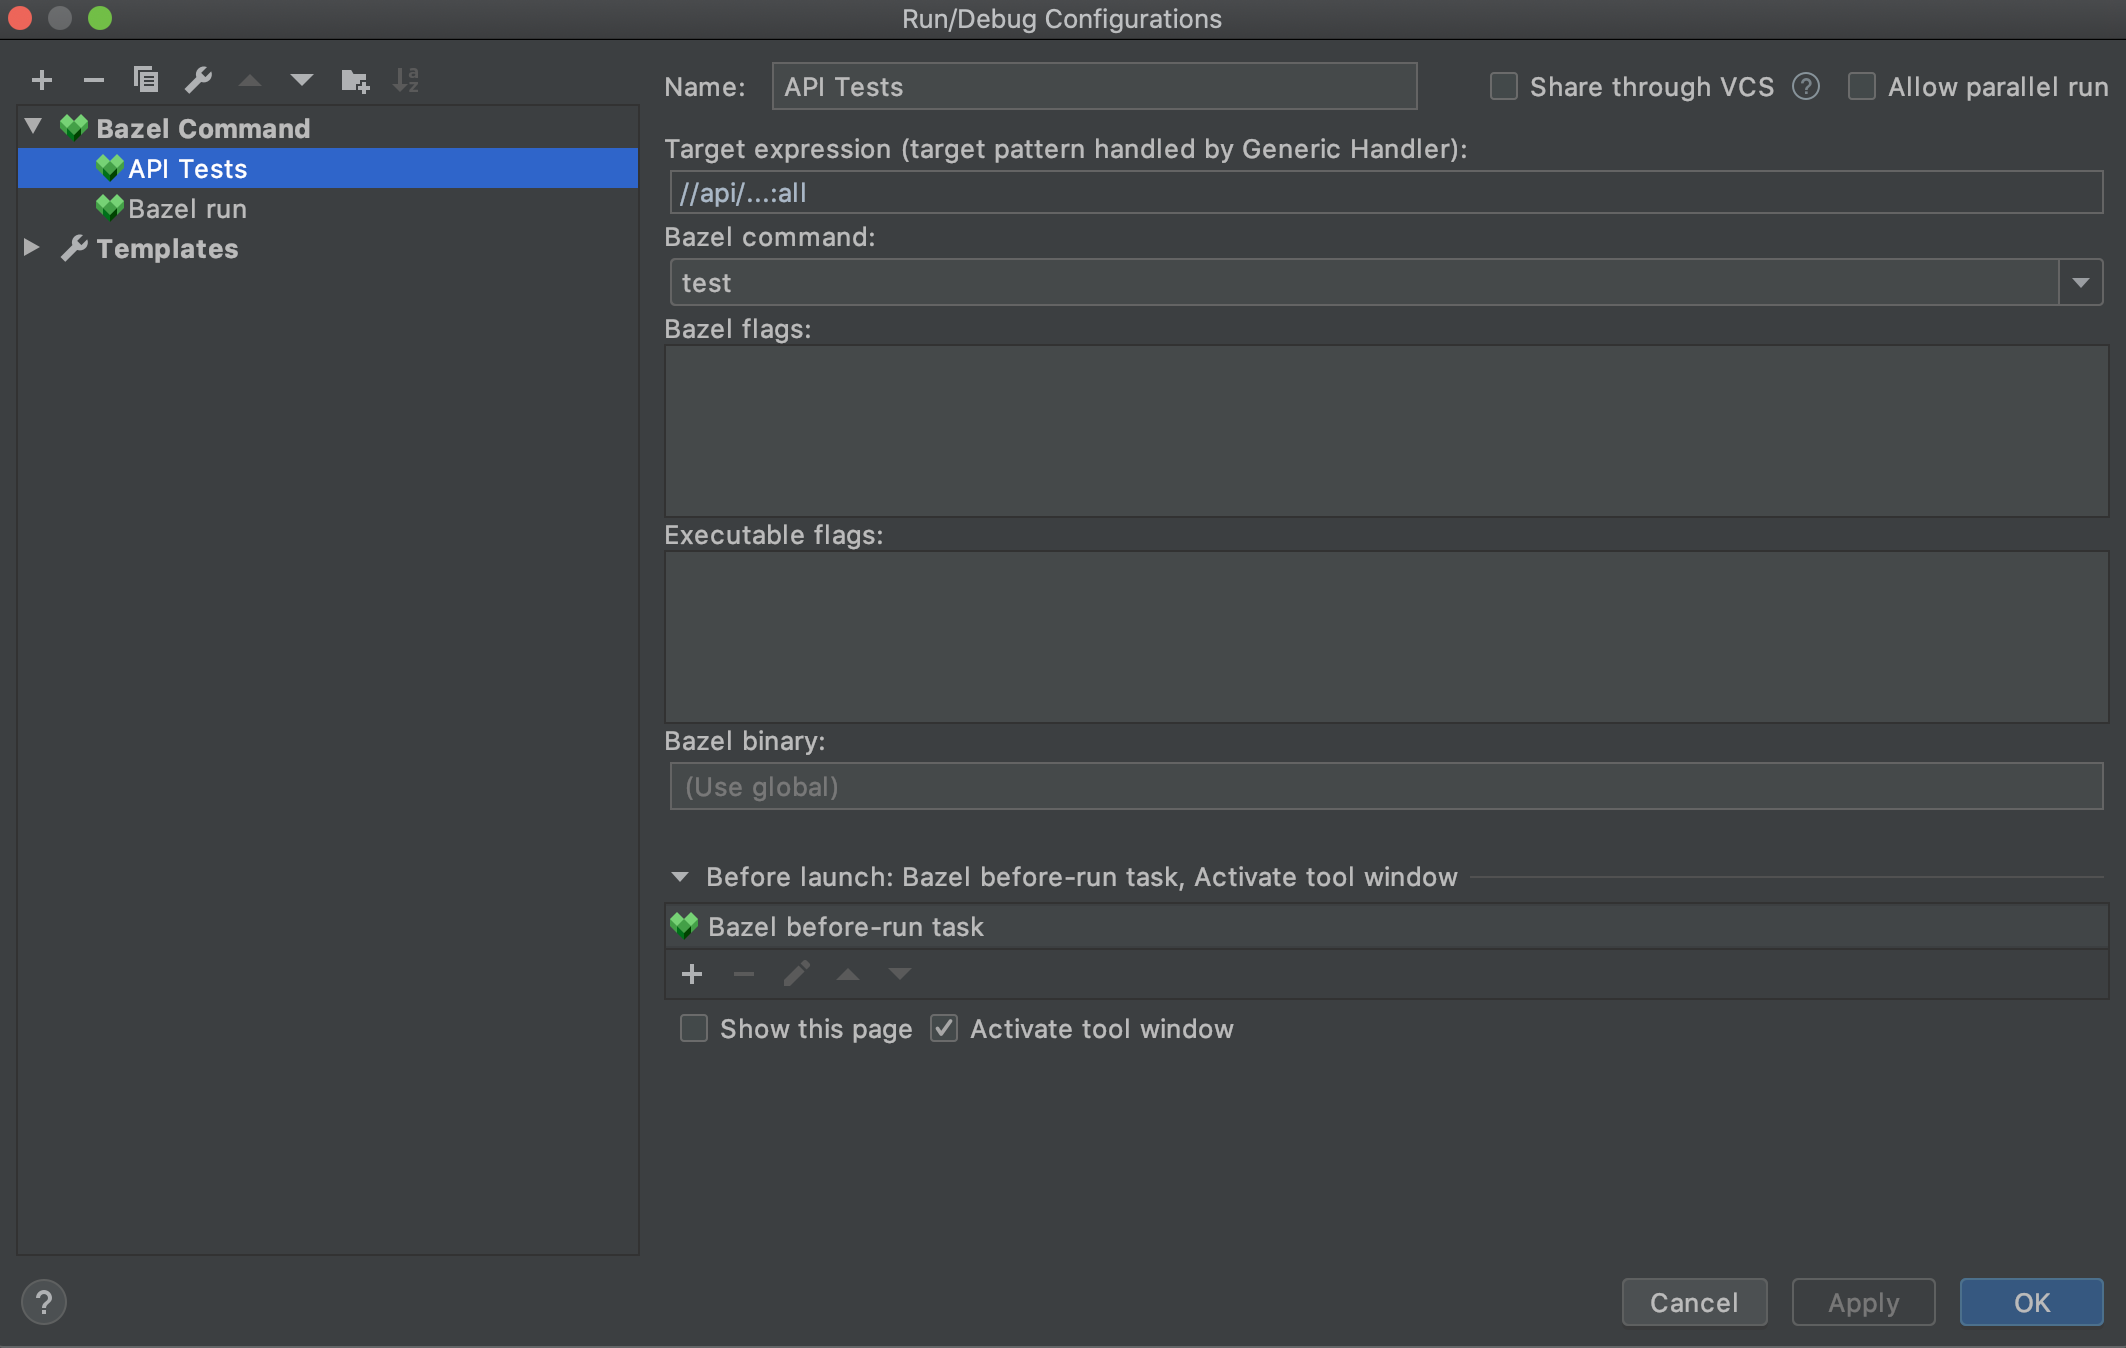 Run/Debug Configurations
Name: API Tests
Share through VCS ?
Allow parallel run
Bazel Command
API Tests
Bazel run
Templates
Target expression (target pattern handled by Generic Handler):
//api/...:all
Bazel command:
test
Bazel flags:
Executable flags:
Bazel binary:
(Use global)
Before launch: Bazel before-run task, Activate tool window
Bazel before-run task
Show this page
Activate tool window
?
Cancel
Apply
OK